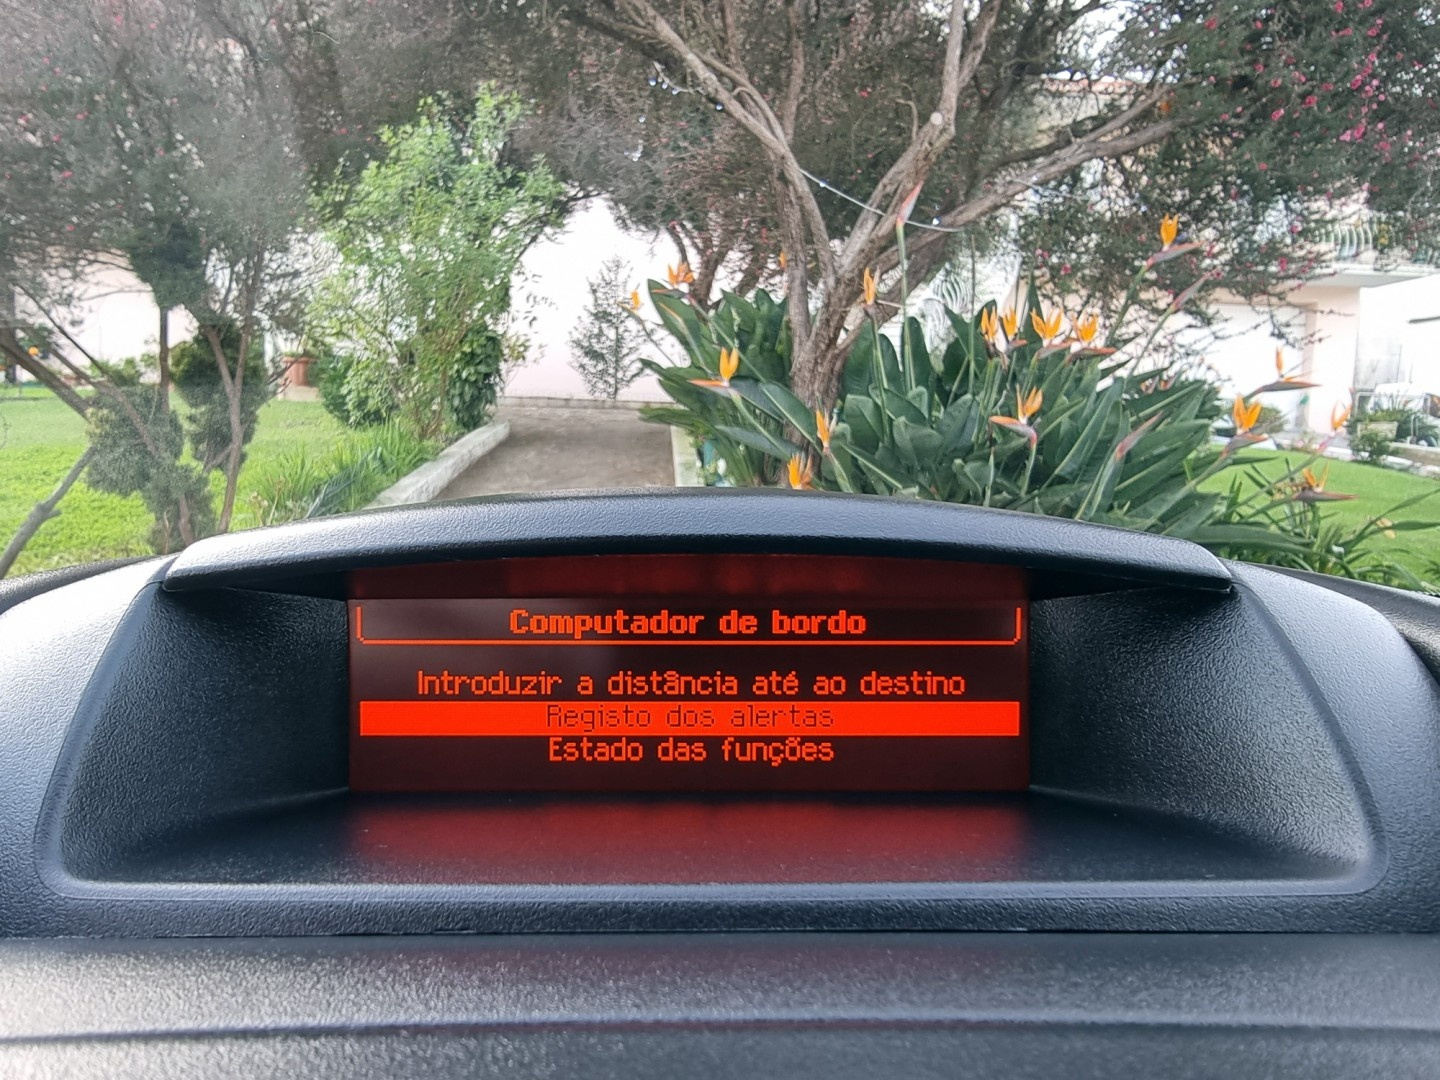 Computador de bordo
Introduzir a distância até ao destino
Registo dos alertas
Estado das funções